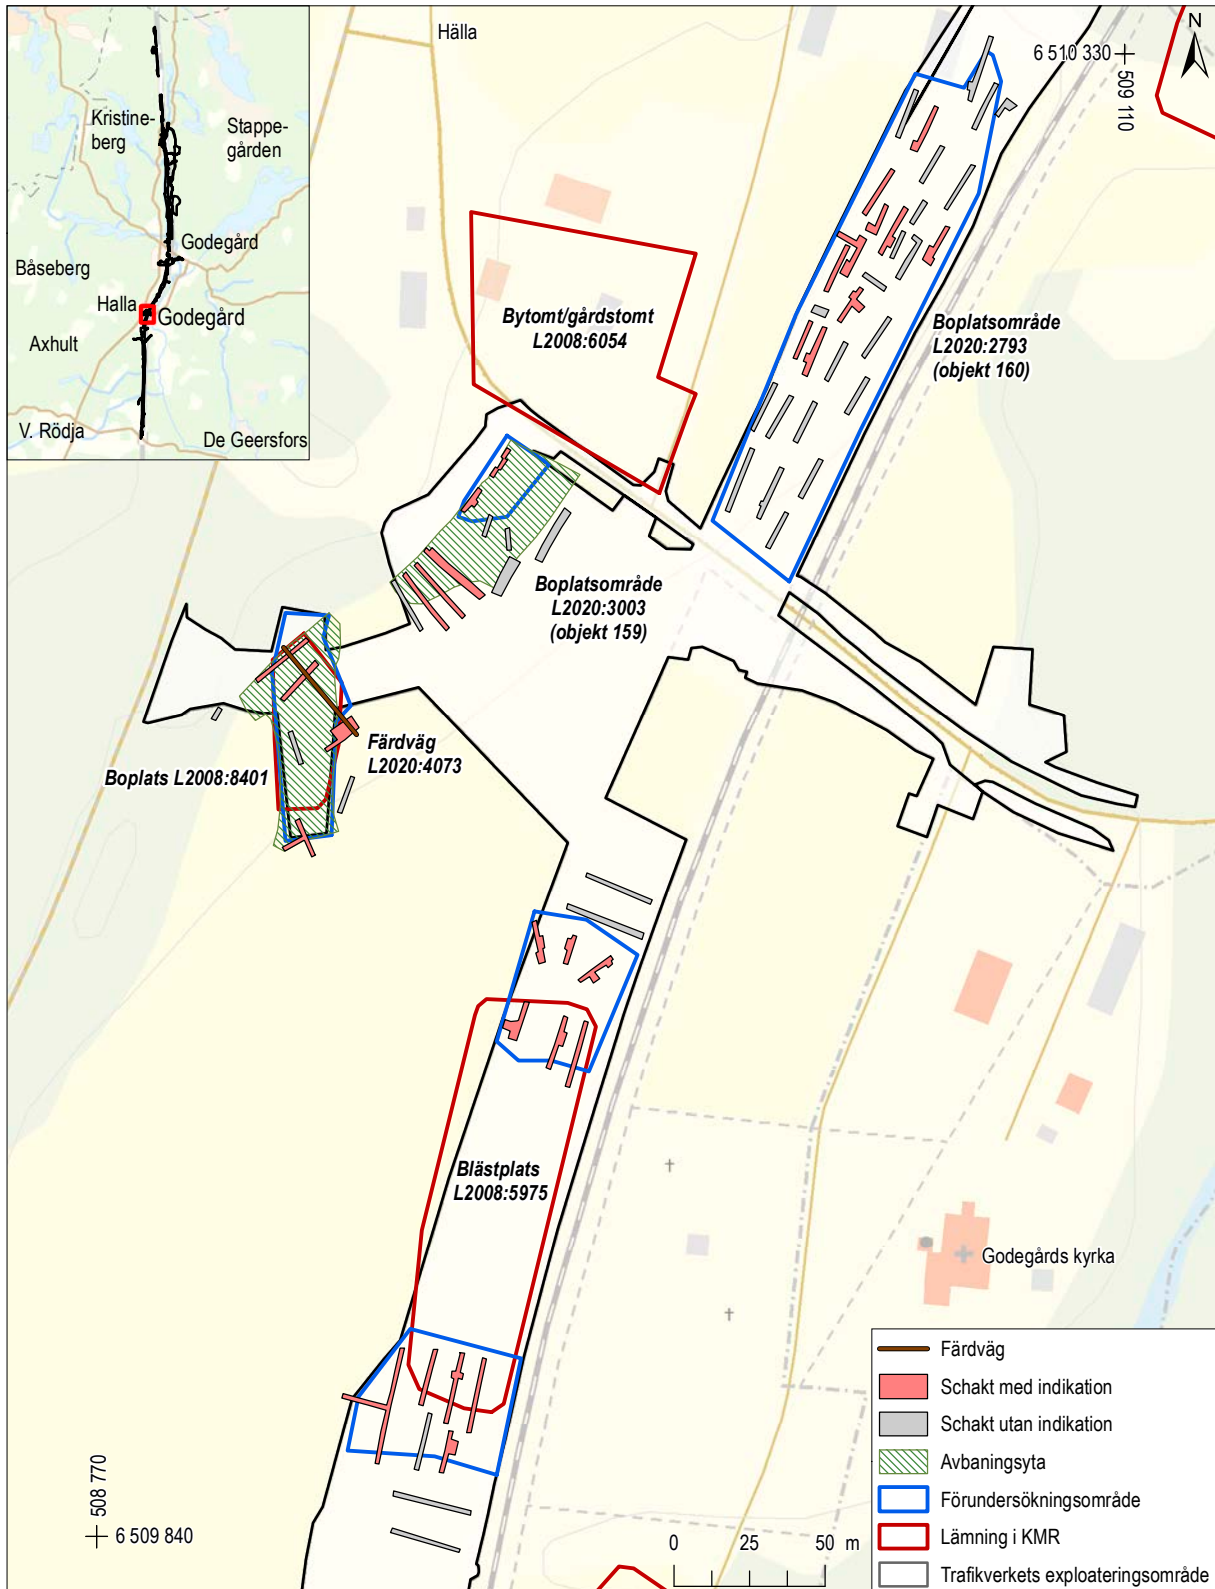 Hälla
6 510 330
509 110
N
Kristine-
berg
Stappe-
gården
Godegård
Båseberg
Halla
Godegård
Axhult
V. Rödja
De Geersfors
Bytomt/gårdstomt
L2008:6054
Boplatsområde
L2020:2793
(objekt 160)
Boplatsområde
L2020:3003
(objekt 159)
Färdväg
L2020:4073
Boplats L2008:8401
Blästplats
L2008:5975
Godegårds kyrka
508 770
6 509 840
0 25 50 m
Färdväg
Schakt med indikation
Schakt utan indikation
Avbaningsyta
Förundersökningsområde
Lämning i KMR
Trafikverkets exploateringsområde